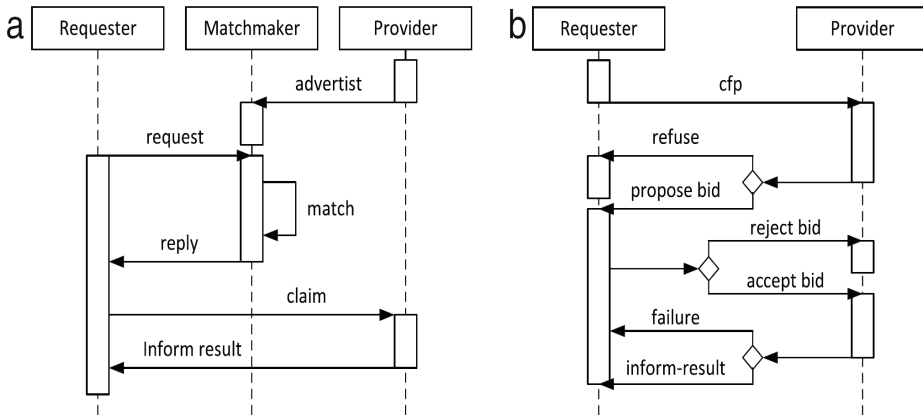 a
Requester
Matchmaker
Provider
advertist
request
match
reply
claim
Inform result
b
Requester
Provider
cfp
refuse
propose bid
reject bid
accept bid
failure
inform-result